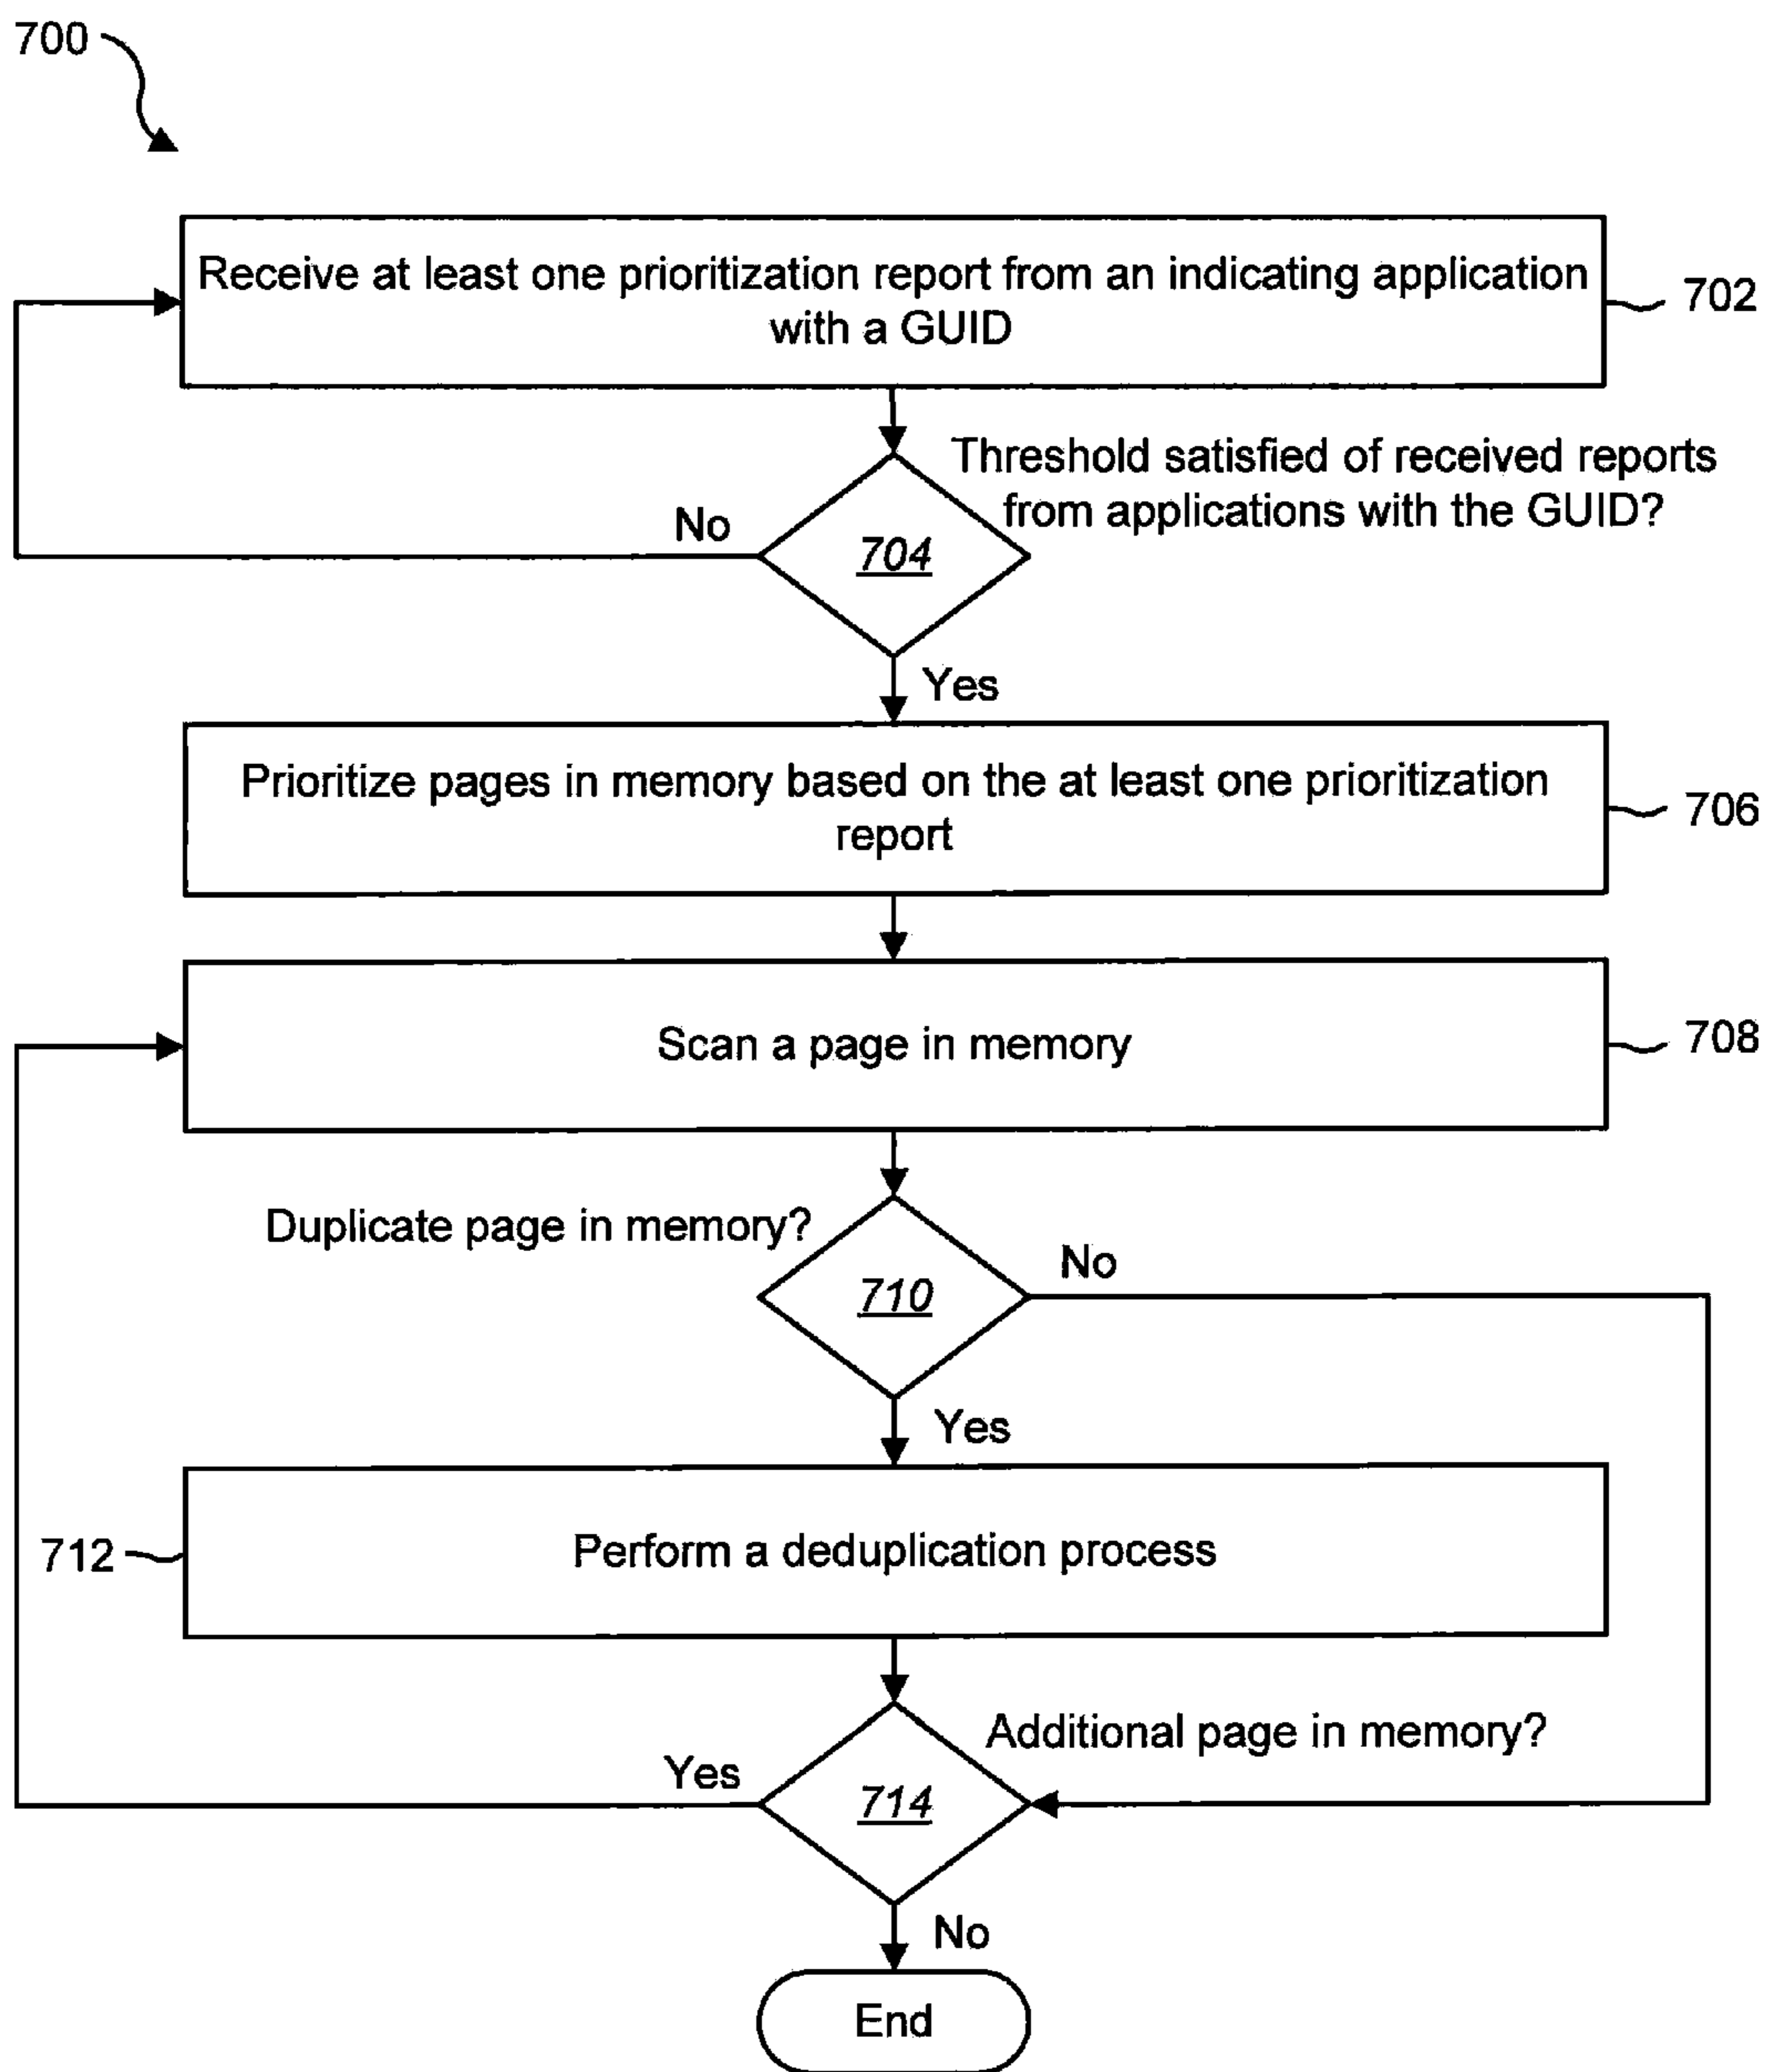 700
Receive at least one prioritization report from an indicating application
with a GUID
702
Threshold satisfied of received reports
from applications with the GUID?
No
704
Yes
Prioritize pages in memory based on the at least one prioritization
report
706
Scan a page in memory
708
Duplicate page in memory?
No
710
Yes
712
Perform a deduplication process
Additional page in memory?
Yes
714
No
End